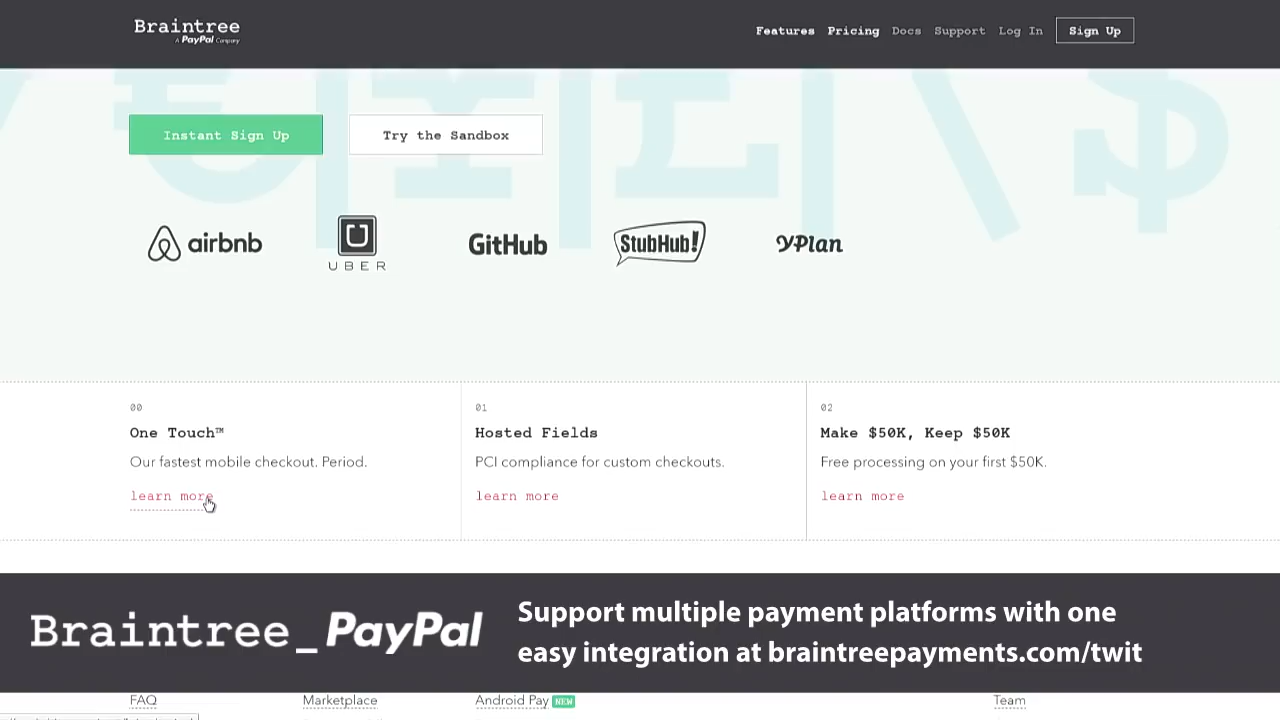 Braintree
A PayPal Company
Features Pricing Docs Support Log In Sign Up
Instant Sign Up Try the Sandbox
airbnb UBER GitHub StubHub! YPlan
00 01 02
One Touch™ Hosted Fields Make $50K, Keep $50K
Our fastest mobile checkout. Period. PCI compliance for custom checkouts. Free processing on your first $50K.
learn more learn more learn more
Braintree_PayPal
Support multiple payment platforms with one
easy integration at braintreepayments.com/twit
FAQ Marketplace Android Pay NEW Team